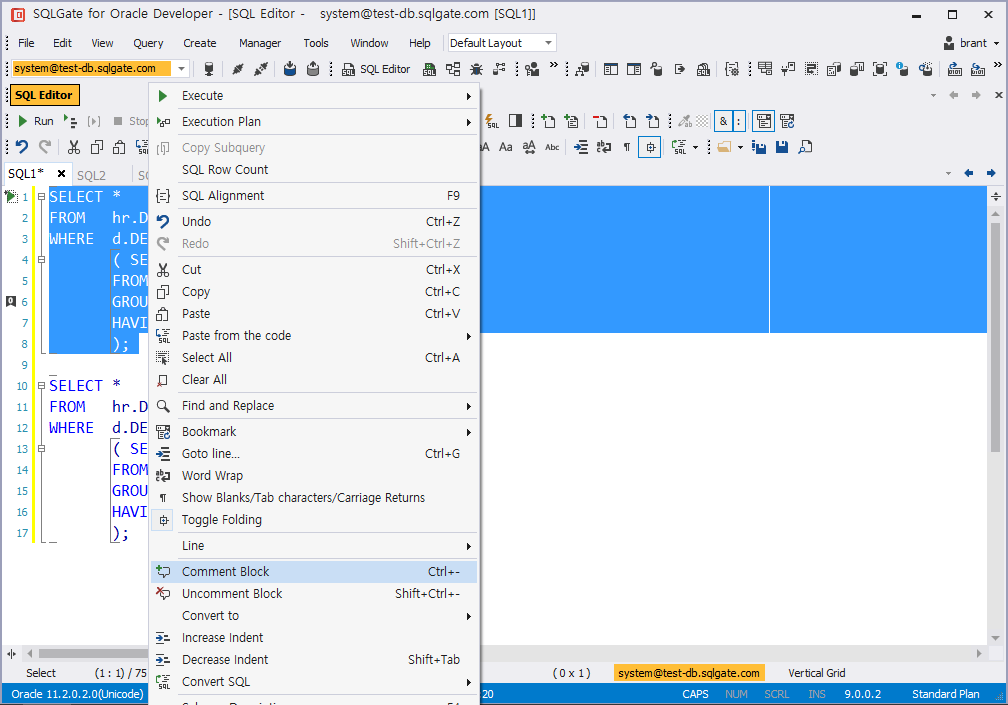 SQLGate for Oracle Developer - [SQL Editor -    system@test-db.sqlgate.com [SQL1]]
File Edit View Query Create Manager Tools Window Help Default Layout brant
system@test-db.sqlgate.com SQL Editor
SQL Editor
Run Stop
Aa Abc
SQL1* SQL2
1 SELECT *
2 FROM hr.D
3 WHERE d.DE
4 ( SE
5 FROM
6 GROU
7 HAVI
8 );
9
10 SELECT *
11 FROM hr.D
12 WHERE d.DE
13 ( SE
14 FROM
15 GROU
16 HAVI
17 );
Execute
Execution Plan
Copy Subquery
SQL Row Count
SQL Alignment F9
Undo Ctrl+Z
Redo Shift+Ctrl+Z
Cut Ctrl+X
Copy Ctrl+C
Paste Ctrl+V
Paste from the code
Select All Ctrl+A
Clear All
Find and Replace
Bookmark
Goto line... Ctrl+G
Word Wrap
Show Blanks/Tab characters/Carriage Returns
Toggle Folding
Line
Comment Block Ctrl+-
Uncomment Block Shift+Ctrl+-
Convert to
Increase Indent
Decrease Indent Shift+Tab
Convert SQL
Select (1 : 1) / 75 ( 0 x 1 ) system@test-db.sqlgate.com Vertical Grid
Oracle 11.2.0.2.0(Unicode) :20 CAPS NUM SCRL INS 9.0.0.2 Standard Plan